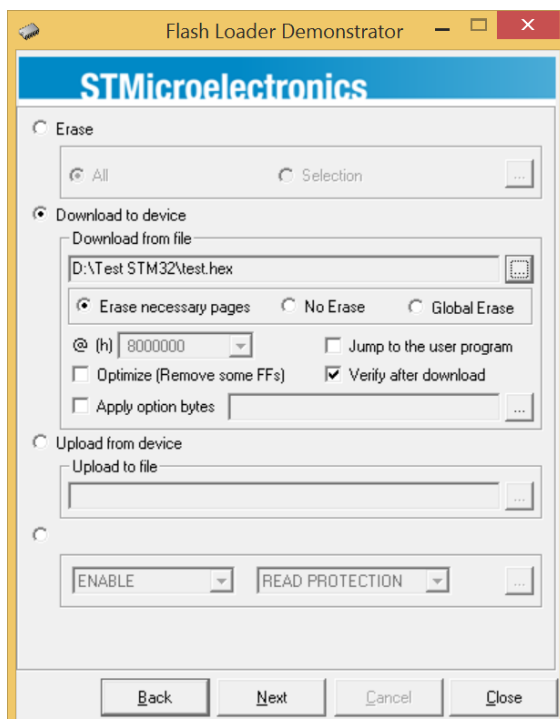 Flash Loader Demonstrator
STMicroelectronics
Erase
All Selection ...
Download to device
Download from file
D:\Test STM32\test.hex ...
Erase necessary pages No Erase Global Erase
@ (h) 8000000 Jump to the user program
Optimize (Remove some FFs) Verify after download
Apply option bytes ...
Upload from device
Upload to file
...
ENABLE READ PROTECTION ...
Back Next Cancel Close